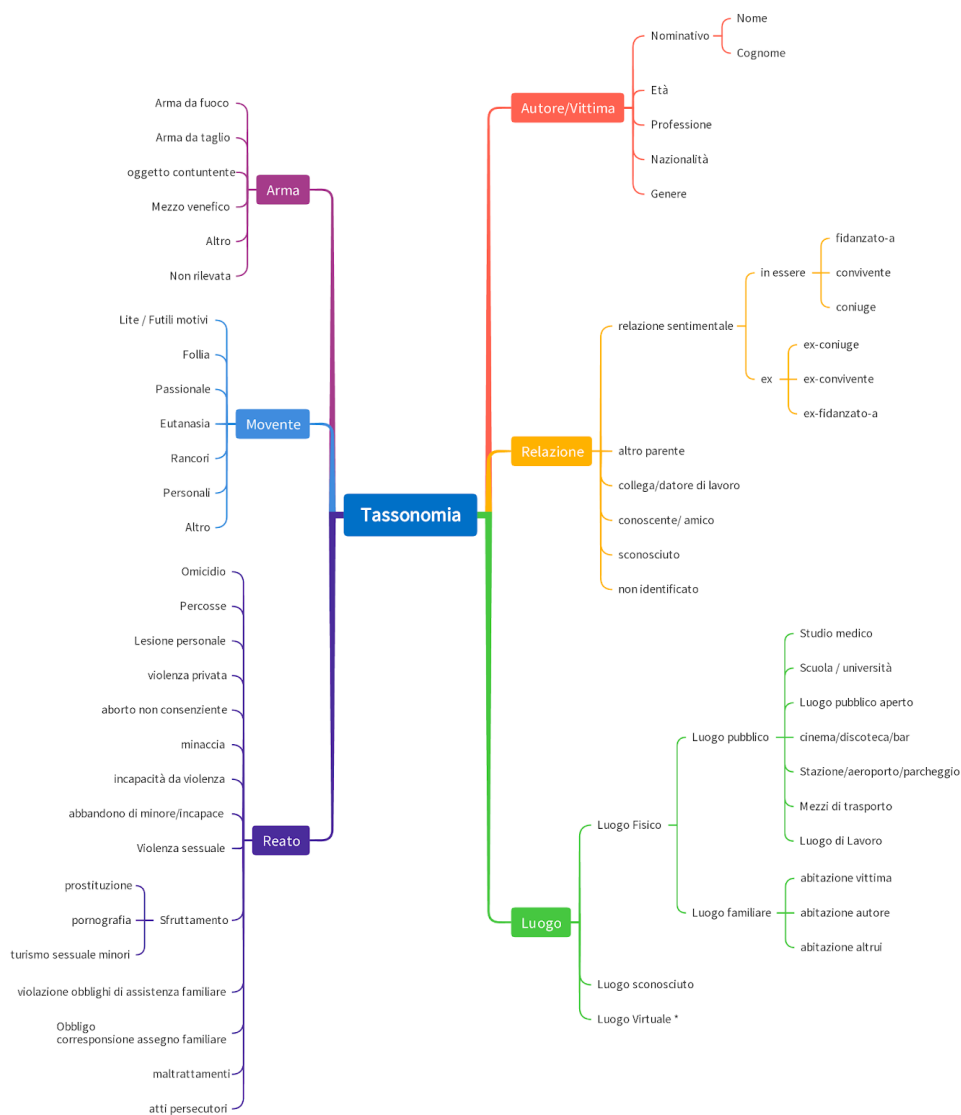 Tassonomia
Autore/Vittima
Nominativo
Nome
Cognome
Età
Professione
Nazionalità
Genere
Relazione
relazione sentimentale
in essere
fidanzato-a
convivente
coniuge
ex
ex-coniuge
ex-convivente
ex-fidanzato-a
altro parente
collega/datore di lavoro
conoscente/ amico
sconosciuto
non identificato
Luogo
Luogo Fisico
Luogo pubblico
Studio medico
Scuola / università
Luogo pubblico aperto
cinema/discoteca/bar
Stazione/aeroporto/parcheggio
Mezzi di trasporto
Luogo di Lavoro
Luogo familiare
abitazione vittima
abitazione autore
abitazione altrui
Luogo sconosciuto
Luogo Virtuale *
Arma
Arma da fuoco
Arma da taglio
oggetto contuntente
Mezzo venefico
Altro
Non rilevata
Movente
Lite / Futili motivi
Follia
Passionale
Eutanasia
Rancori
Personali
Altro
Reato
Omicidio
Percosse
Lesione personale
violenza privata
aborto non consenziente
minaccia
incapacità da violenza
abbandono di minore/incapace
Violenza sessuale
Sfruttamento
prostituzione
pornografia
turismo sessuale minori
violazione obblighi di assistenza familiare
Obbligo
corresponsione assegno familiare
maltrattamenti
atti persecutori